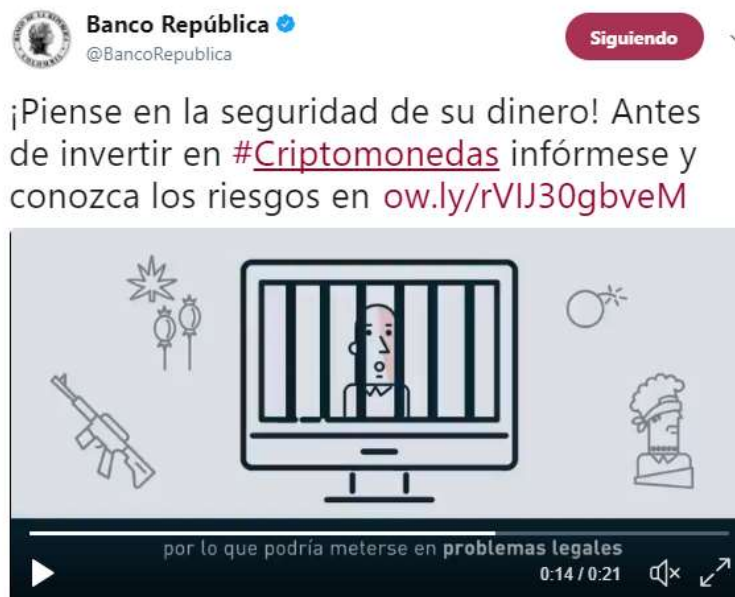 Banco República
@BancoRepublica
Siguiendo
¡Piense en la seguridad de su dinero! Antes
de invertir en #Criptomonedas infórmese y
conozca los riesgos en ow.ly/rVIJ30gbveM
por lo que podría meterse en problemas legales
0:14 / 0:21